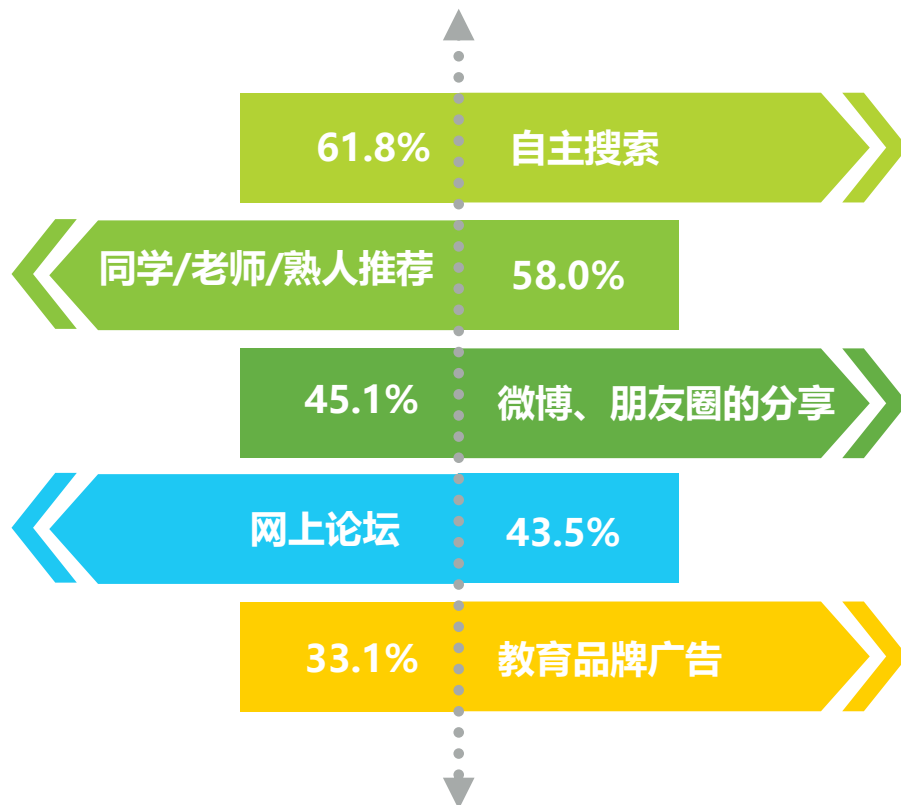 61.8% 自主搜索
同学/老师/熟人推荐 58.0%
45.1% 微博、朋友圈的分享
网上论坛 43.5%
33.1% 教育品牌广告